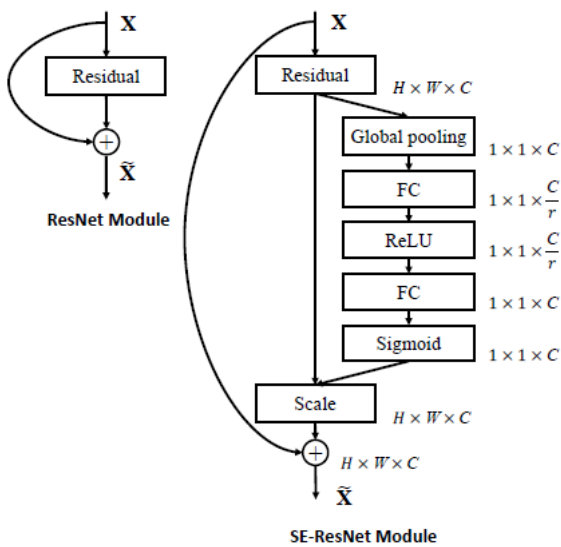 X
Residual
+
X̃
ResNet Module
X
Residual
H × W × C
Global pooling
1 × 1 × C
FC
1 × 1 × C/r
ReLU
1 × 1 × C/r
FC
1 × 1 × C
Sigmoid
1 × 1 × C
Scale
H × W × C
+
H × W × C
X̃
SE-ResNet Module